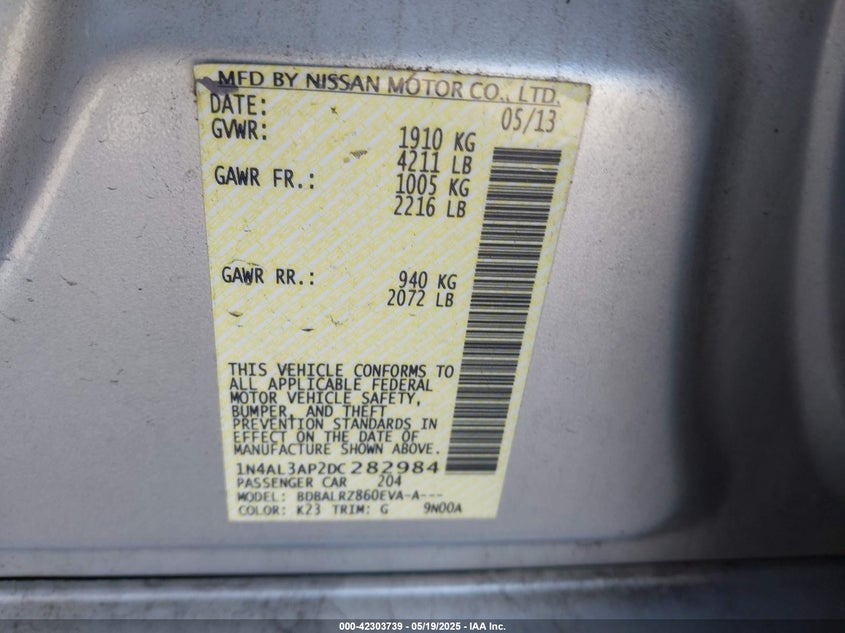 MFD BY NISSAN MOTOR CO., LTD.
DATE: 05/13
GVWR: 1910 KG
4211 LB
GAWR FR.: 1005 KG
2216 LB
GAWR RR.: 940 KG
2072 LB
THIS VEHICLE CONFORMS TO
ALL APPLICABLE FEDERAL
MOTOR VEHICLE SAFETY,
BUMPER, AND THEFT
PREVENTION STANDARDS IN
EFFECT ON THE DATE OF
MANUFACTURE SHOWN ABOVE.
1N4AL3AP2DC282984
PASSENGER CAR 204
MODEL: BDBALRZ860EVA-A---
COLOR: K23 TRIM: G 9N00A
000-42303739 - 05/19/2025 - IAA Inc.